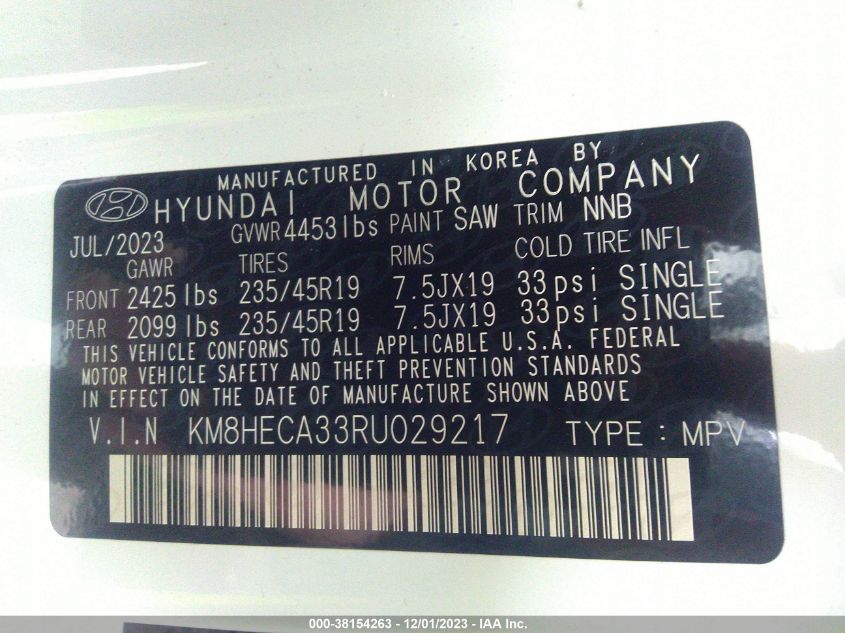 MANUFACTURED IN KOREA BY
HYUNDAI MOTOR COMPANY
JUL/2023 GVWR 4453lbs PAINT SAW TRIM NNB
GAWR TIRES RIMS COLD TIRE INFL
FRONT 2425lbs 235/45R19 7.5JX19 33psi SINGLE
REAR 2099lbs 235/45R19 7.5JX19 33psi SINGLE
THIS VEHICLE CONFORMS TO ALL APPLICABLE U.S.A. FEDERAL
MOTOR VEHICLE SAFETY AND THEFT PREVENTION STANDARDS
IN EFFECT ON THE DATE OF MANUFACTURE SHOWN ABOVE
V.I.N KM8HECA33RU029217 TYPE : MPV
000-38154263 - 12/01/2023 - IAA Inc.